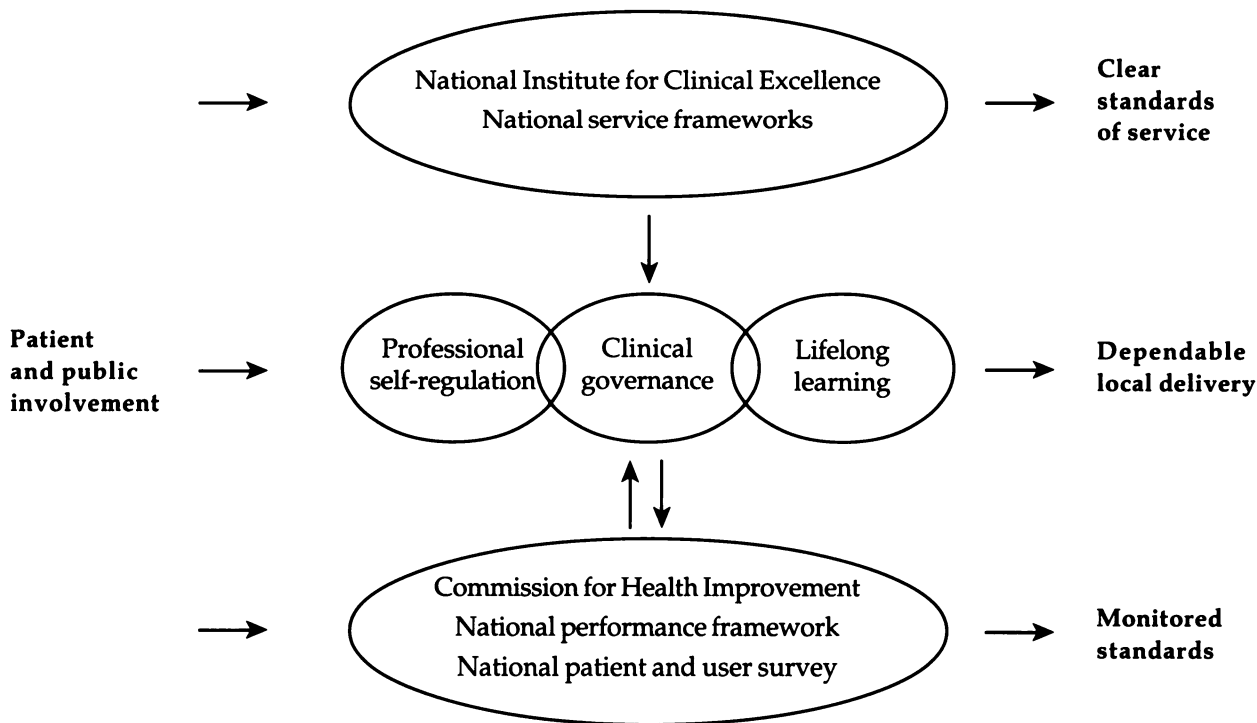 National Institute for Clinical Excellence
National service frameworks
Clear
standards
of service
Patient
and public
involvement
Professional
self-regulation
Clinical
governance
Lifelong
learning
Dependable
local delivery
Commission for Health Improvement
National performance framework
National patient and user survey
Monitored
standards